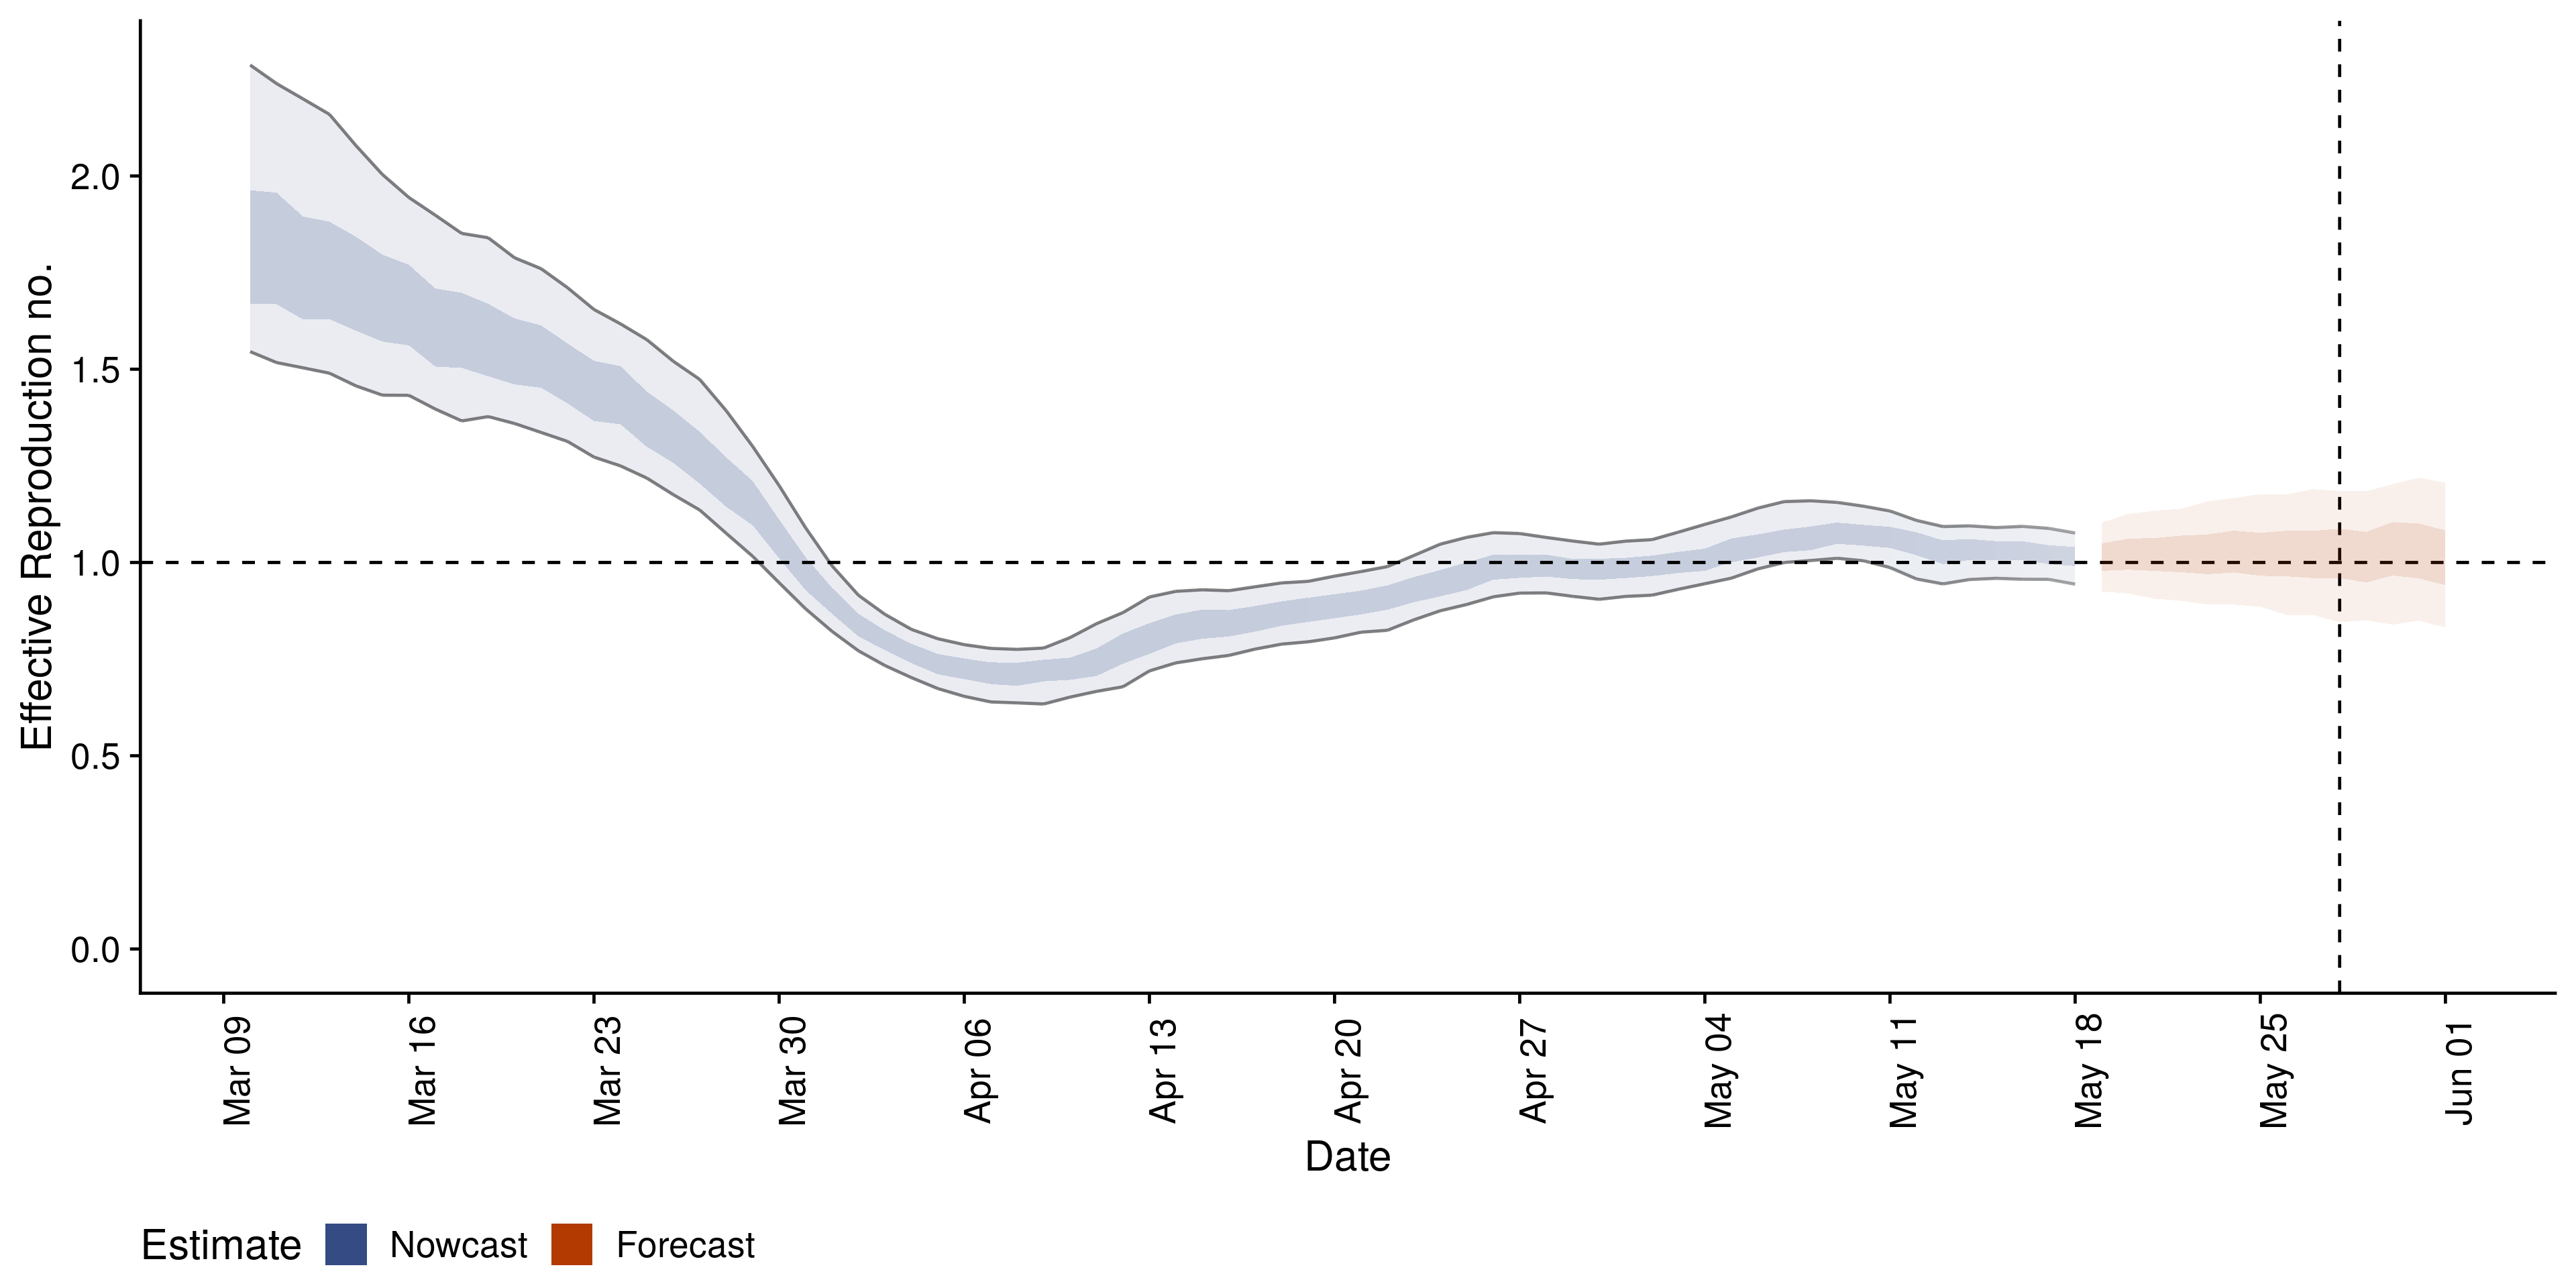 Effective Reproduction no.
2.0
1.5
1.0
0.5
0.0
Mar 09
Mar 16
Mar 23
Mar 30
Apr 06
Apr 13
Apr 20
Apr 27
May 04
May 11
May 18
May 25
Jun 01
Date
Estimate Nowcast Forecast